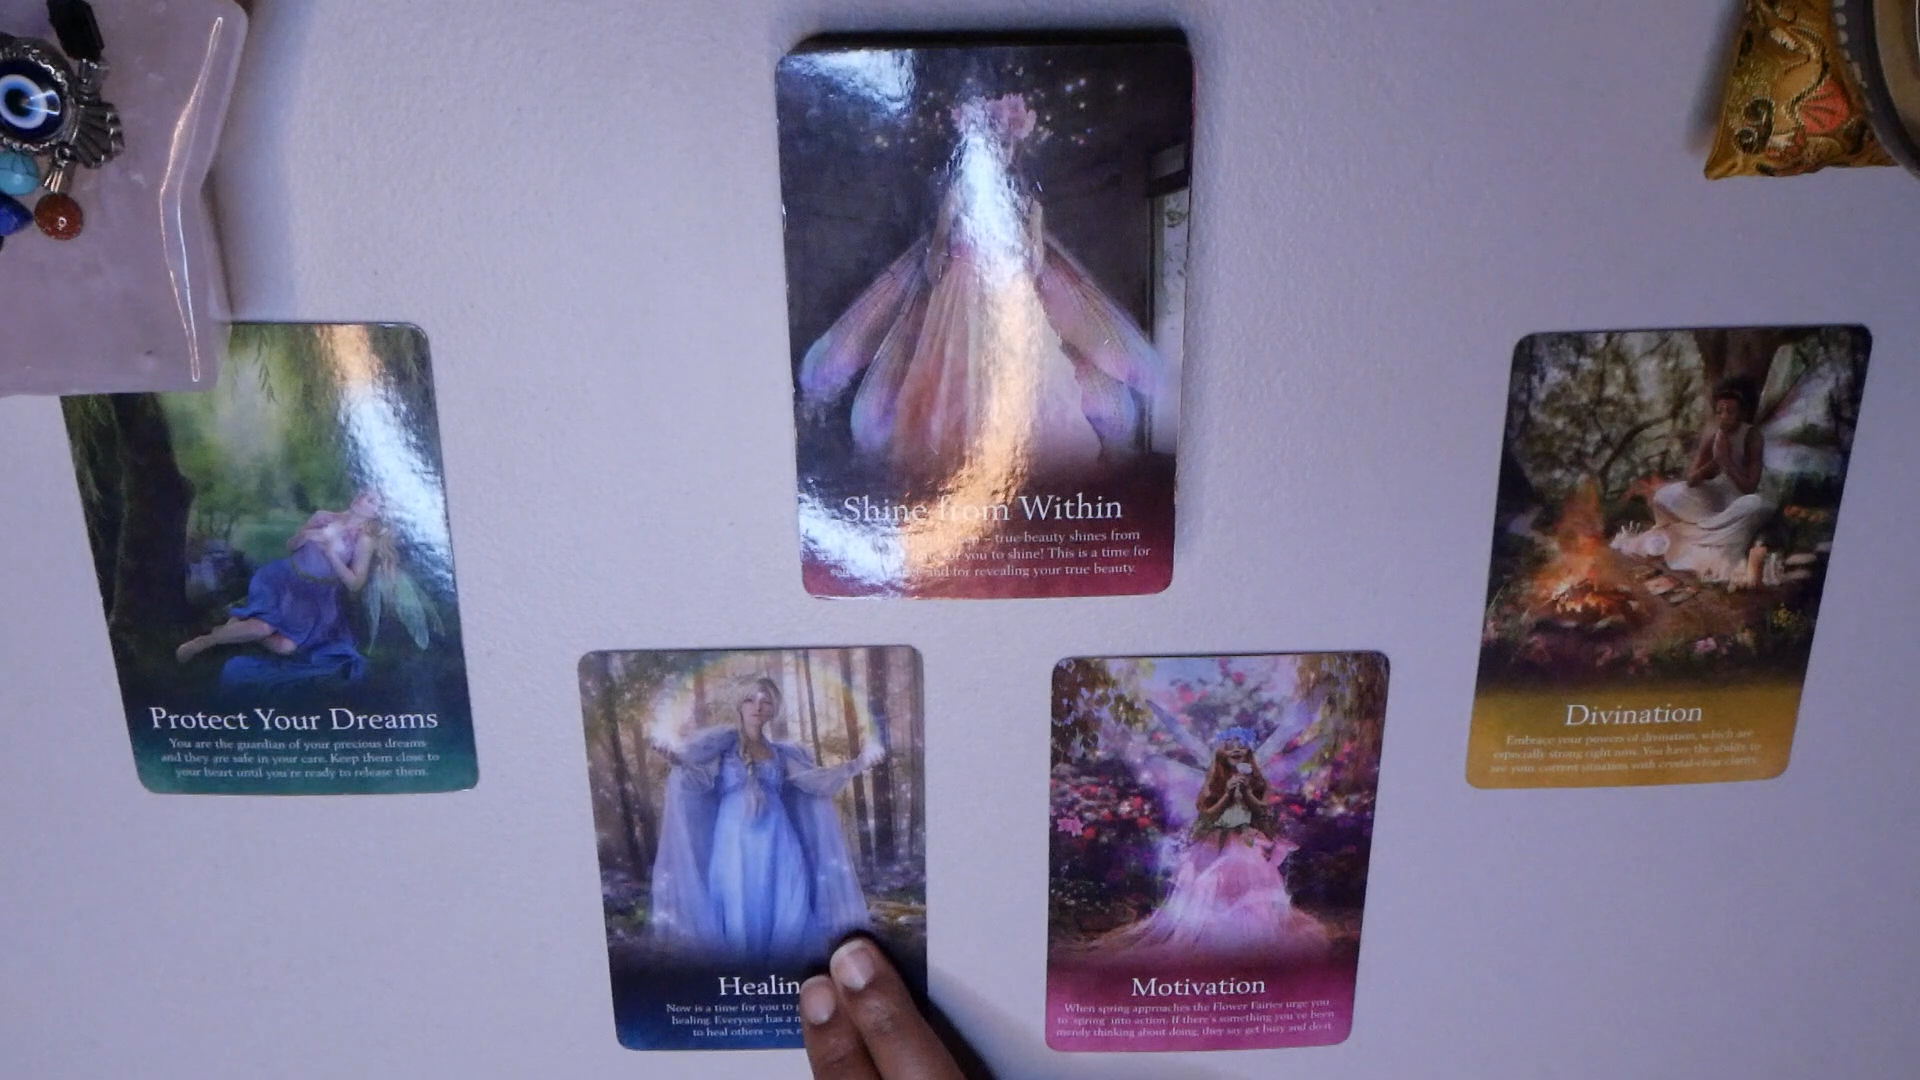 Shine from Within
– true beauty shines from
you to shine! This is a time for
and for revealing your true beauty.
Protect Your Dreams
You are the guardian of your precious dreams
and they are safe in your care. Keep them close to
your heart until you're ready to release them.
Healin
Now is a time for you to
healing. Everyone has a
to heal others – yes,
Motivation
When spring approaches the Flower Fairies urge you
to 'spring' into action. If there's something you've been
merely thinking about doing, they say get busy and do it.
Divination
Embrace your powers of divination, which are
especially strong right now. You have the ability to
see your current situation with crystal-clear clarity.